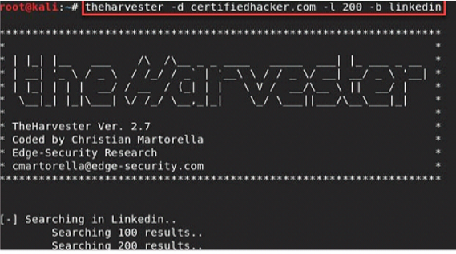 root@kali:~# theharvester -d certifiedhacker.com -l 200 -b linkedin
*******************************************************************
*
* theHarvester *
*
* TheHarvester Ver. 2.7 *
* Coded by Christian Martorella *
* Edge-Security Research *
* cmartorella@edge-security.com *
*******************************************************************
[-] Searching in Linkedin..
Searching 100 results..
Searching 200 results..